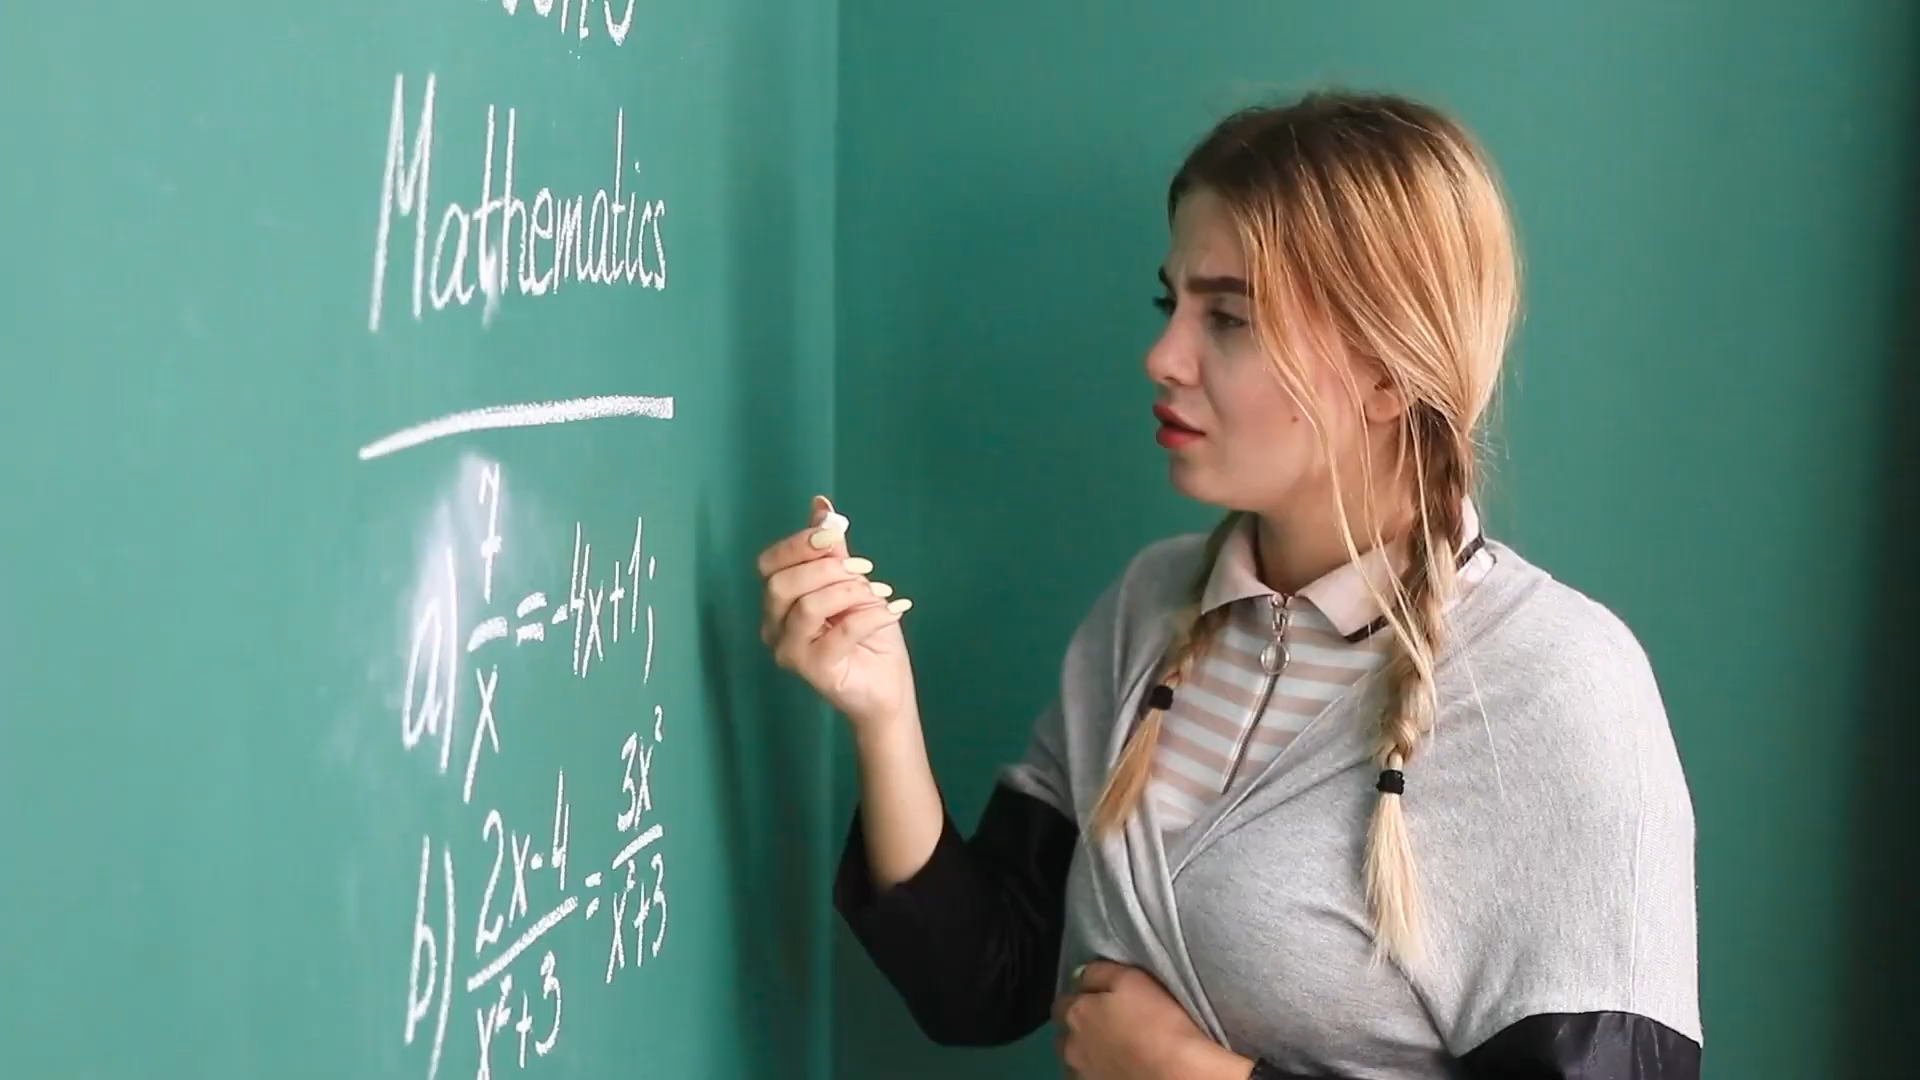 Mathematics
a) 7/x = -4x+1;
b) 2x-4/x²+3 = 3x²/x²+3